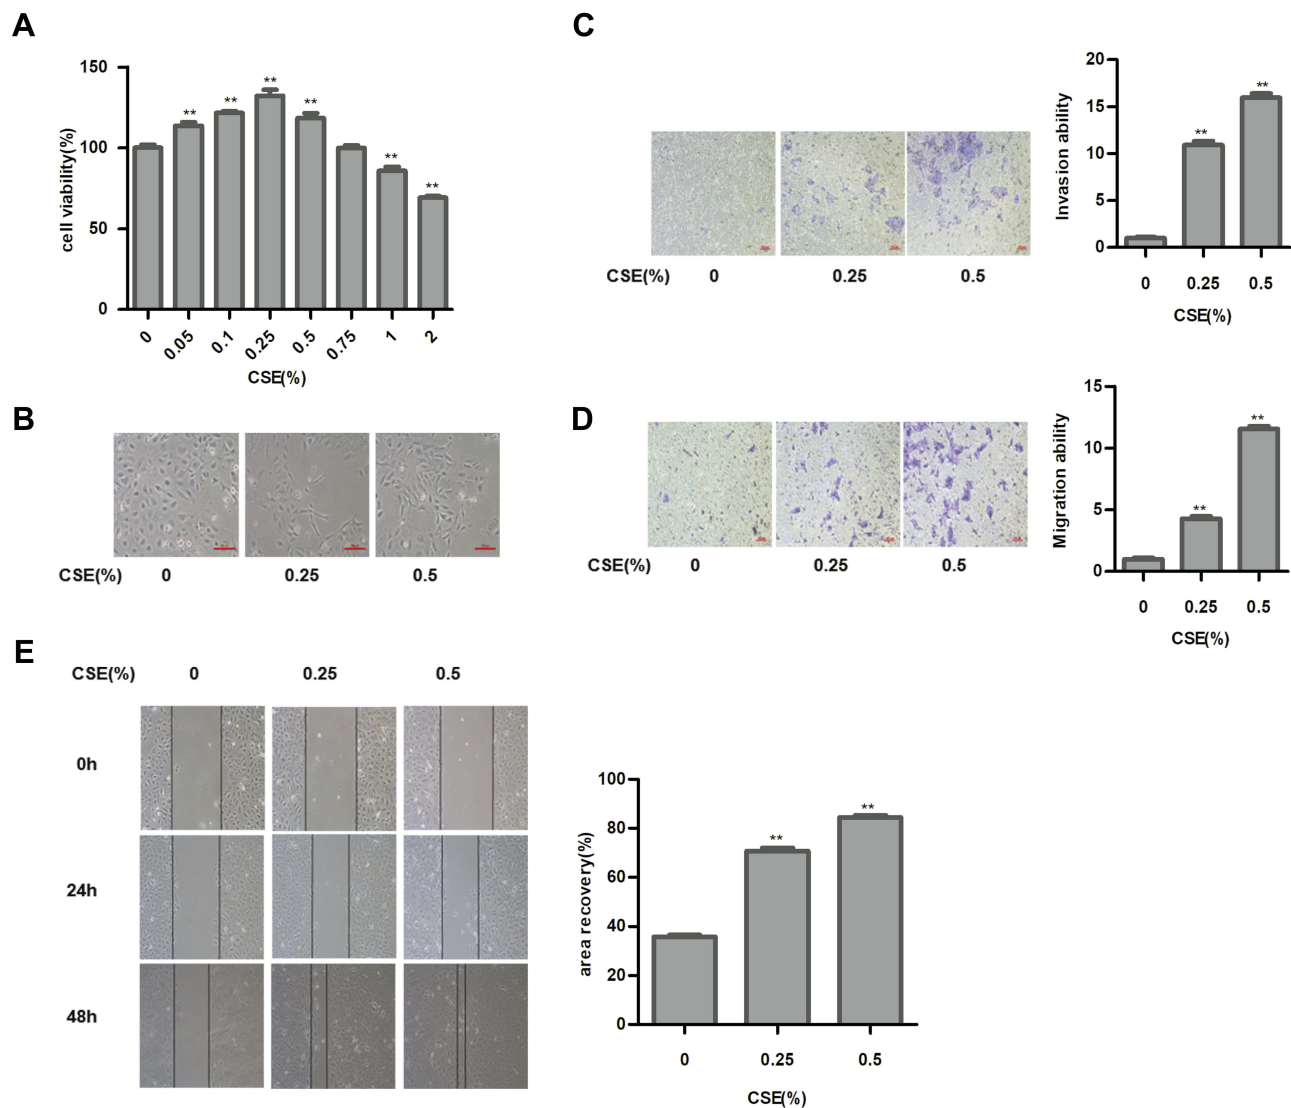 A
150
100
50
0
cell viability(%)
** ** ** ** ** **
0 0.05 0.1 0.25 0.5 0.75 1 2
CSE(%)
B
CSE(%) 0 0.25 0.5
C
CSE(%) 0 0.25 0.5
20
15
10
5
0
Invasion ability
** **
0 0.25 0.5
CSE(%)
D
CSE(%) 0 0.25 0.5
15
10
5
0
Migration ability
** **
0 0.25 0.5
CSE(%)
E
CSE(%) 0 0.25 0.5
0h
24h
48h
100
80
60
40
20
0
area recovery(%)
** **
0 0.25 0.5
CSE(%)